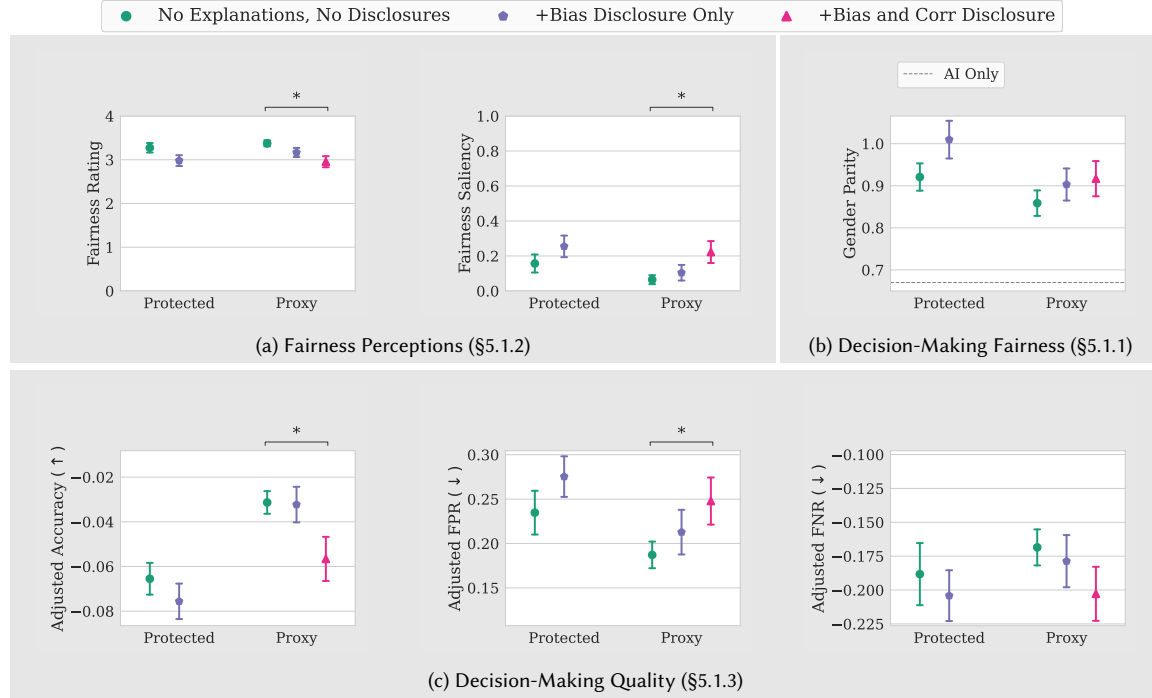 No Explanations, No Disclosures +Bias Disclosure Only +Bias and Corr Disclosure
*
4
3
2
1
0
Fairness Rating
Protected Proxy
*
1.0
0.8
0.6
0.4
0.2
0.0
Fairness Saliency
Protected Proxy
(a) Fairness Perceptions (§5.1.2)
AI Only
1.0
0.9
0.8
0.7
Gender Parity
Protected Proxy
(b) Decision-Making Fairness (§5.1.1)
*
−0.02
−0.04
−0.06
−0.08
Adjusted Accuracy (↑)
Protected Proxy
*
0.30
0.25
0.20
0.15
Adjusted FPR (↓)
Protected Proxy
−0.100
−0.125
−0.150
−0.175
−0.200
−0.225
Adjusted FNR (↓)
Protected Proxy
(c) Decision-Making Quality (§5.1.3)